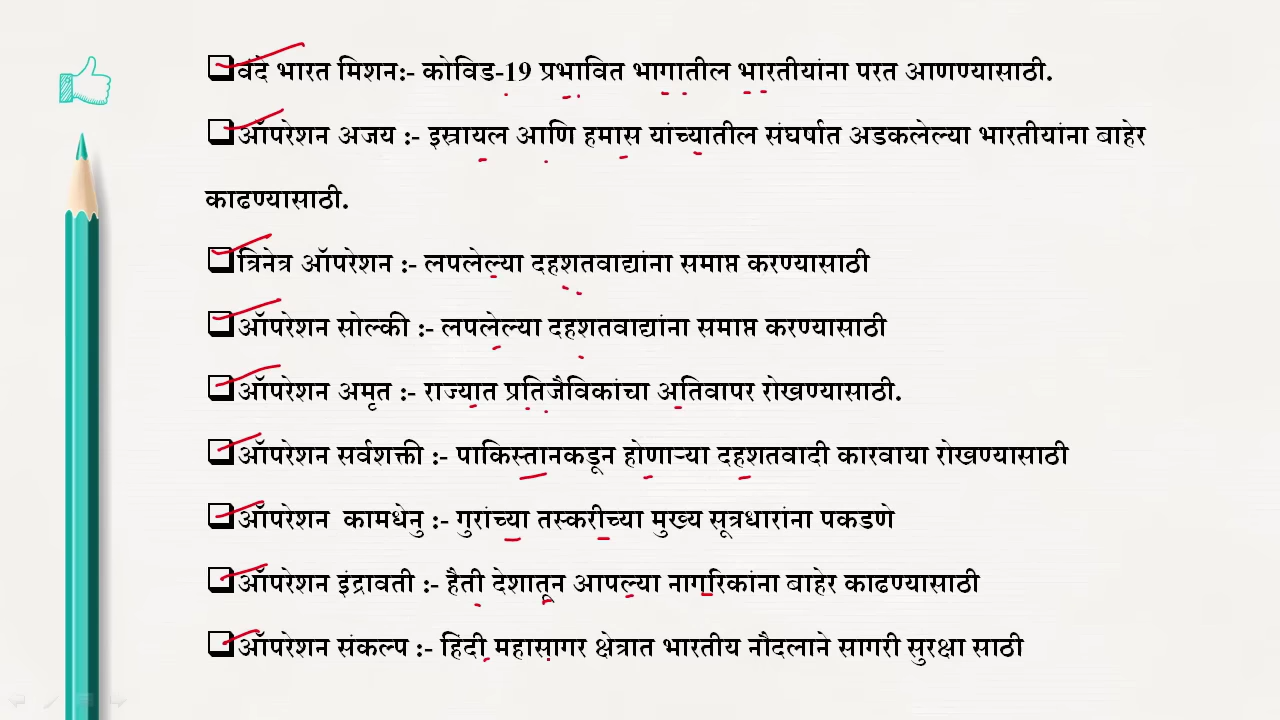 ❑वंदे भारत मिशन:- कोविड-19 प्रभावित भागातील भारतीयांना परत आणण्यासाठी.
❑ऑपरेशन अजय :- इस्रायल आणि हमास यांच्यातील संघर्षात अडकलेल्या भारतीयांना बाहेर
काढण्यासाठी.
❑त्रिनेत्र ऑपरेशन :- लपलेल्या दहशतवाद्यांना समाप्त करण्यासाठी
❑ऑपरेशन सोल्की :- लपलेल्या दहशतवाद्यांना समाप्त करण्यासाठी
❑ऑपरेशन अमृत :- राज्यात प्रतिजैविकांचा अतिवापर रोखण्यासाठी.
❑ऑपरेशन सर्वशक्ती :- पाकिस्तानकडून होणाऱ्या दहशतवादी कारवाया रोखण्यासाठी
❑ऑपरेशन कामधेनु :- गुरांच्या तस्करीच्या मुख्य सूत्रधारांना पकडणे
❑ऑपरेशन इंद्रावती :- हैती देशातून आपल्या नागरिकांना बाहेर काढण्यासाठी
❑ऑपरेशन संकल्प :- हिंदी महासागर क्षेत्रात भारतीय नौदलाने सागरी सुरक्षा साठी